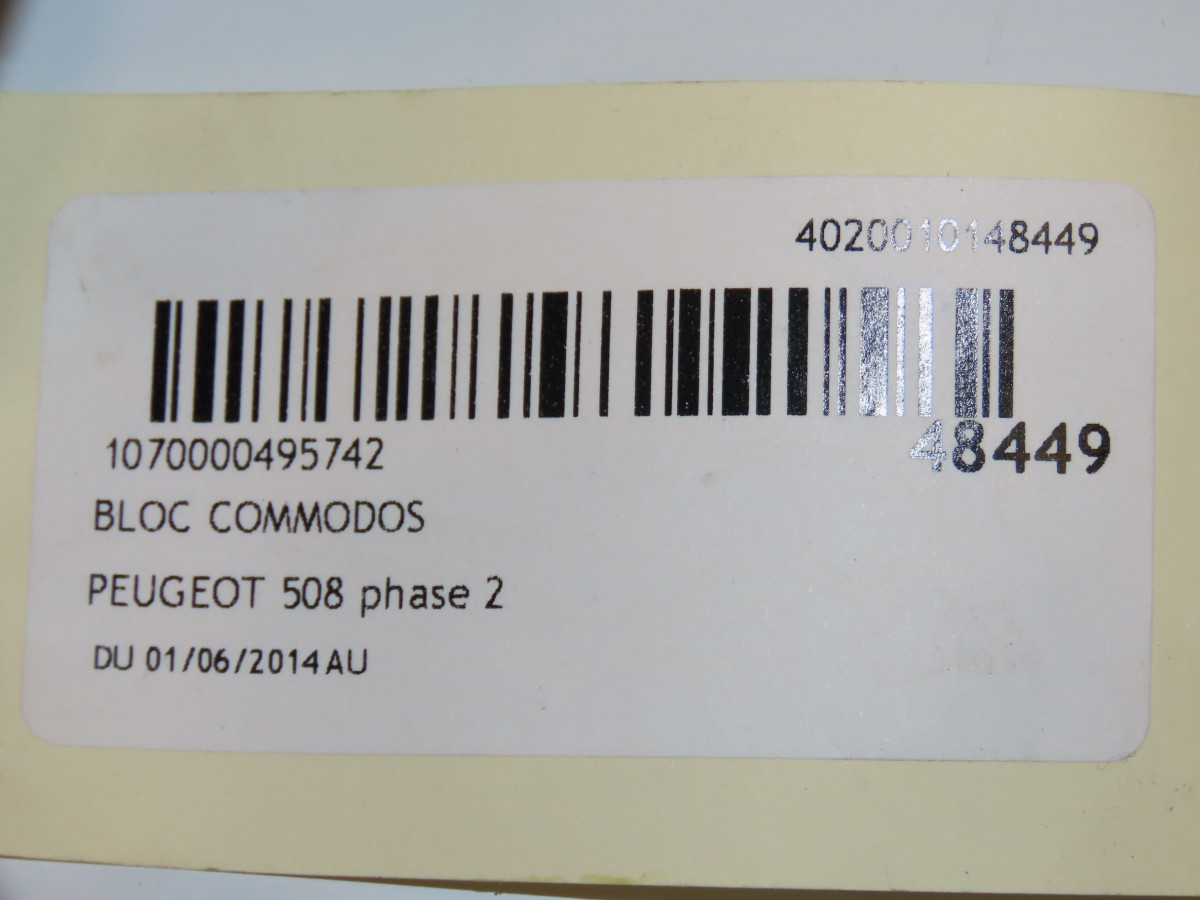 4020010148449
48449
1070000495742
BLOC COMMODOS
PEUGEOT 508 phase 2
DU 01/06/2014 AU